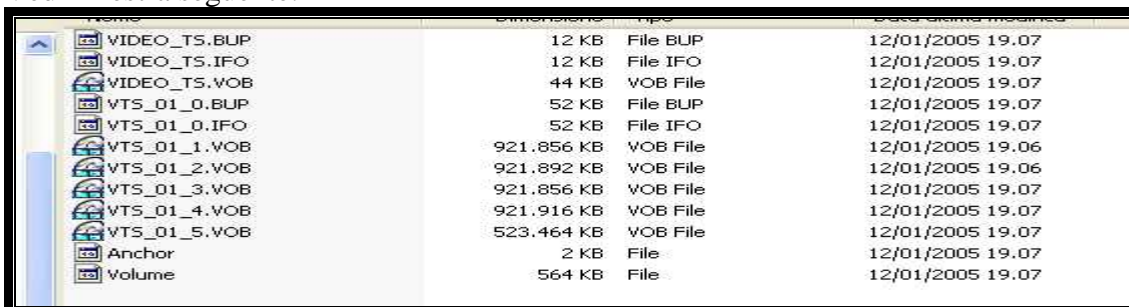 VIDEO_TS.BUP 12 KB File BUP 12/01/2005 19.07
VIDEO_TS.IFO 12 KB File IFO 12/01/2005 19.07
VIDEO_TS.VOB 44 KB VOB File 12/01/2005 19.07
VTS_01_0.BUP 52 KB File BUP 12/01/2005 19.07
VTS_01_0.IFO 52 KB File IFO 12/01/2005 19.07
VTS_01_1.VOB 921.856 KB VOB File 12/01/2005 19.06
VTS_01_2.VOB 921.892 KB VOB File 12/01/2005 19.06
VTS_01_3.VOB 921.856 KB VOB File 12/01/2005 19.07
VTS_01_4.VOB 921.916 KB VOB File 12/01/2005 19.07
VTS_01_5.VOB 523.464 KB VOB File 12/01/2005 19.07
Anchor 2 KB File 12/01/2005 19.07
Volume 564 KB File 12/01/2005 19.07